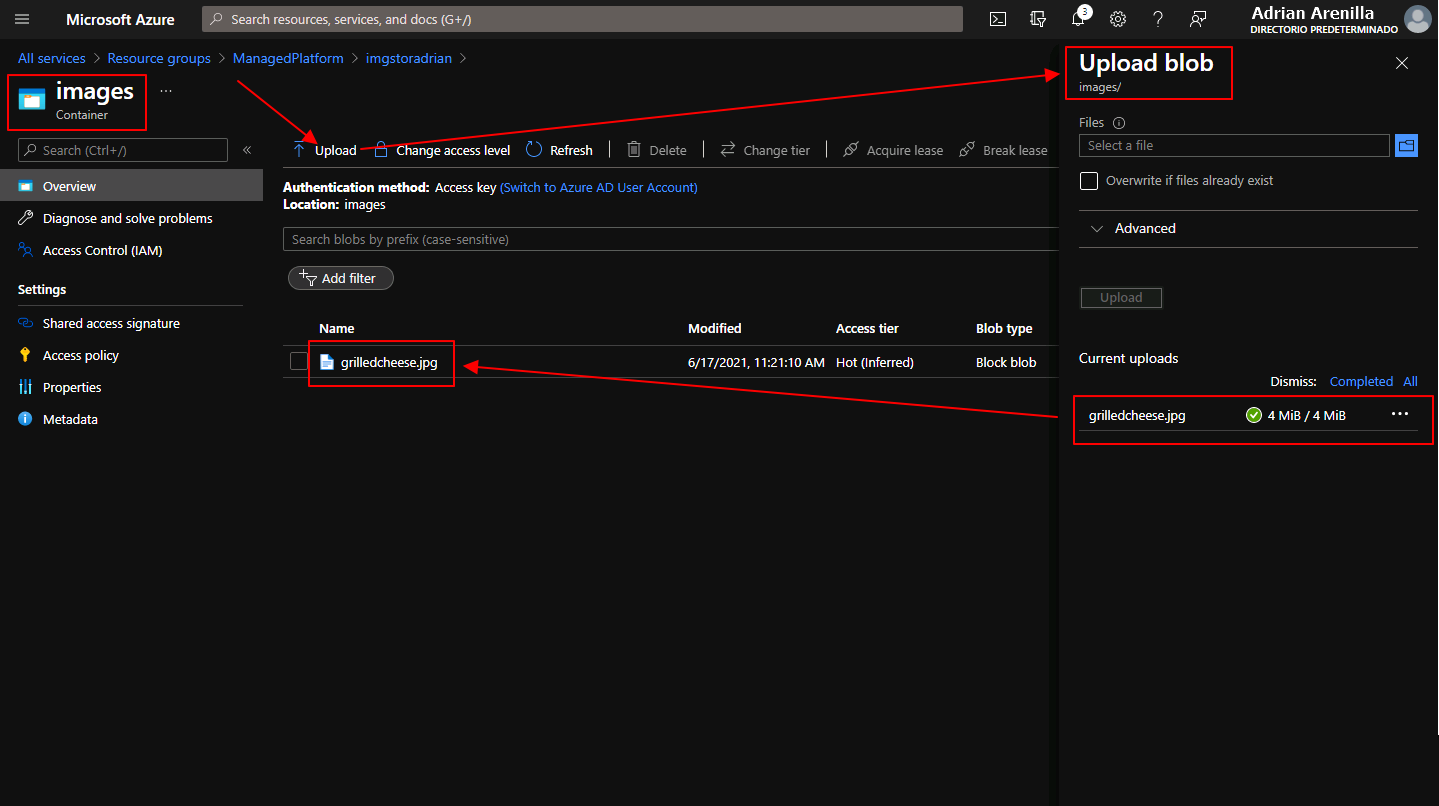 Microsoft Azure
Search resources, services, and docs (G+/)
3
Adrian Arenilla
DIRECTORIO PREDETERMINADO
All services > Resource groups > ManagedPlatform > imgstoradrian >
images
...
Container
Search (Ctrl+/)
«
Overview
Diagnose and solve problems
Access Control (IAM)
Settings
Shared access signature
Access policy
Properties
Metadata
Upload Change access level Refresh Delete Change tier Acquire lease Break lease
Authentication method: Access key (Switch to Azure AD User Account)
Location: images
Search blobs by prefix (case-sensitive)
Add filter
Name Modified Access tier Blob type
grilledcheese.jpg 6/17/2021, 11:21:10 AM Hot (Inferred) Block blob
Upload blob
images/
Files
Select a file
Overwrite if files already exist
Advanced
Upload
Current uploads
Dismiss: Completed All
grilledcheese.jpg 4 MiB / 4 MiB ...